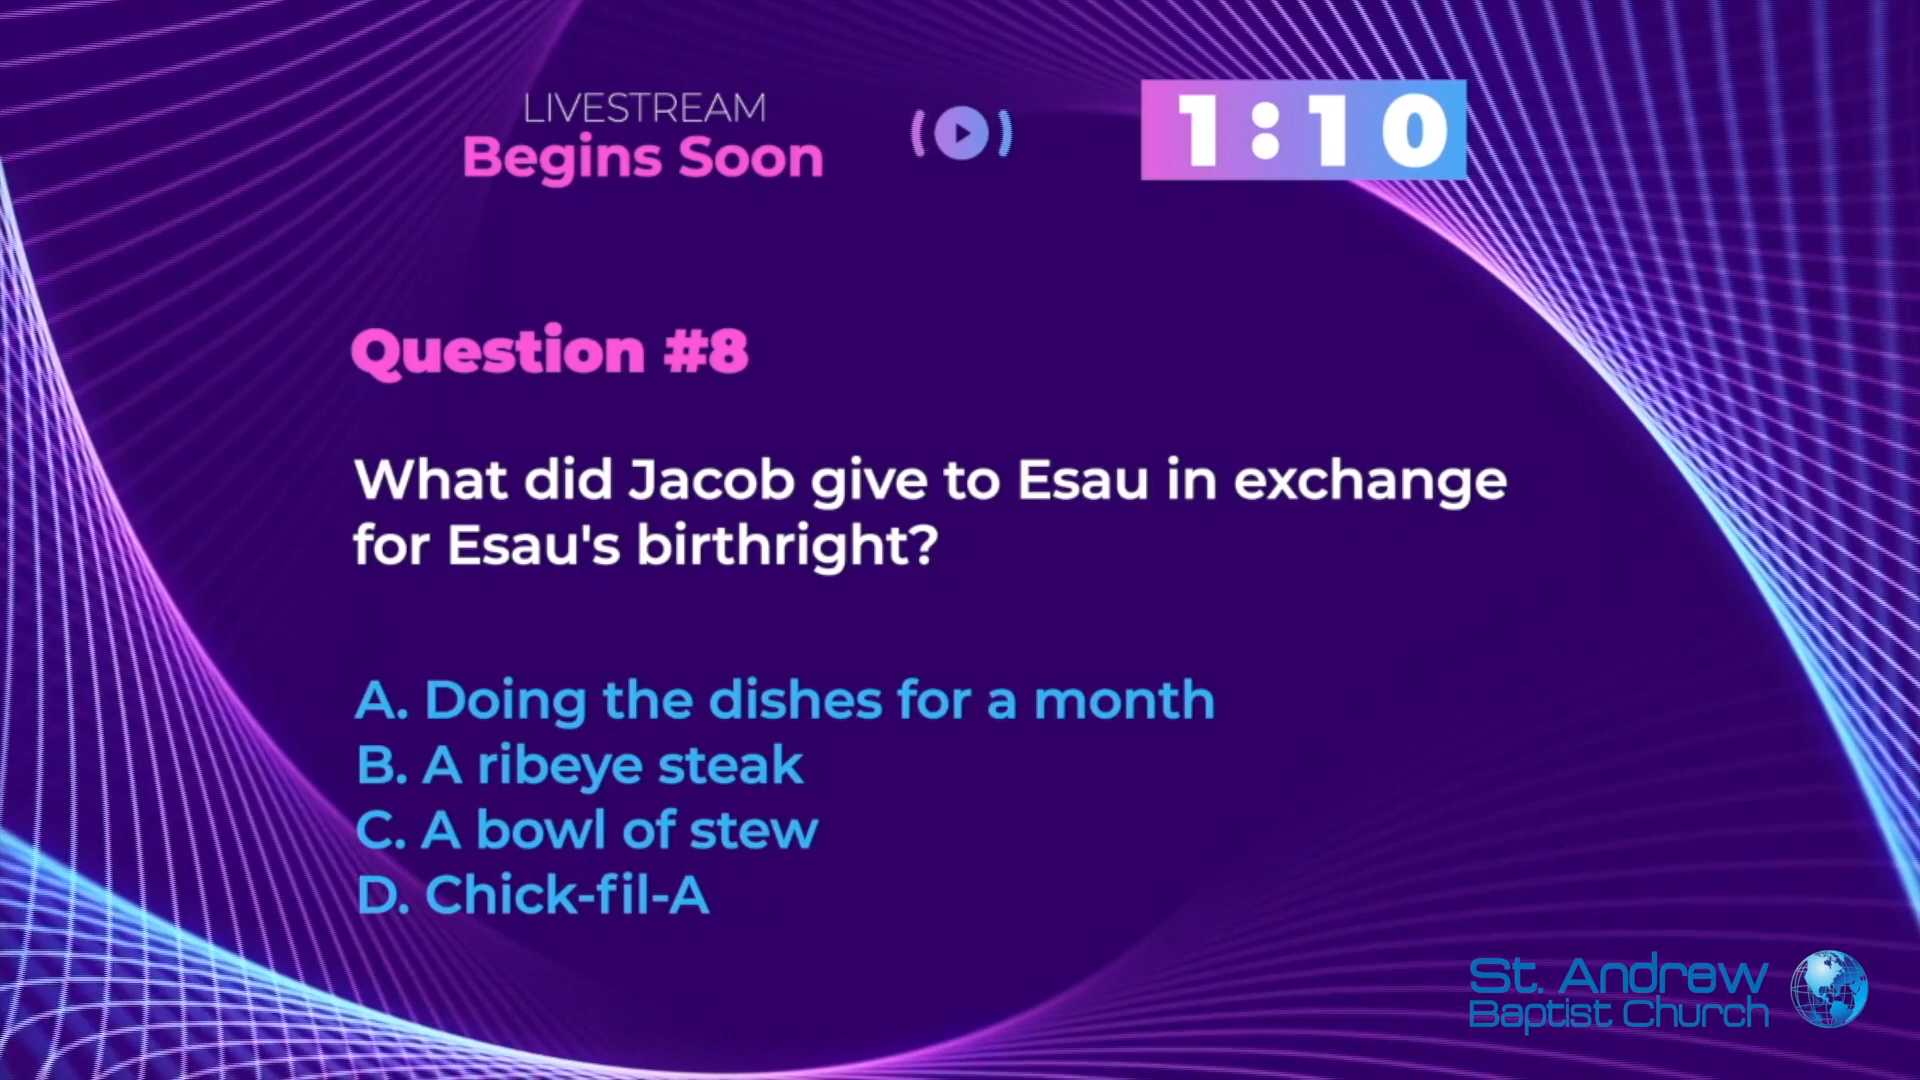 LIVESTREAM
Begins Soon
1:10
Question #8
What did Jacob give to Esau in exchange
for Esau's birthright?
A. Doing the dishes for a month
B. A ribeye steak
C. A bowl of stew
D. Chick-fil-A
St. Andrew
Baptist Church